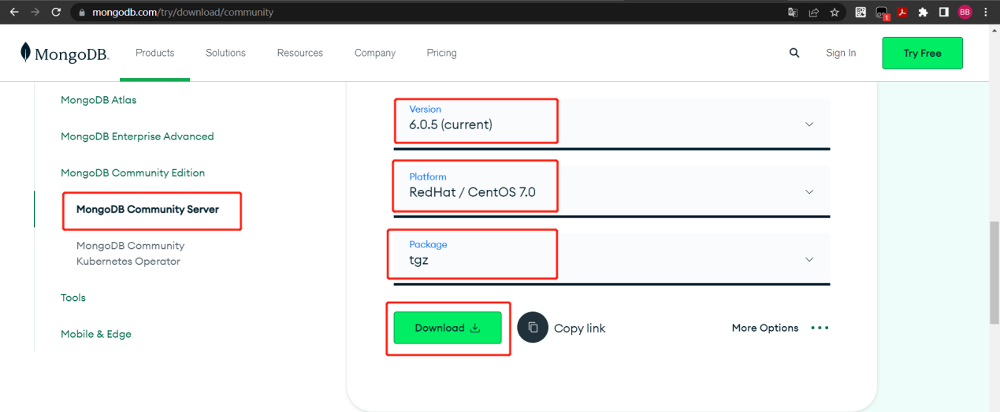 mongodb.com/try/download/community
1
BB
MongoDB.
Products
Solutions
Resources
Company
Pricing
Sign In
Try Free
MongoDB Atlas
MongoDB Enterprise Advanced
MongoDB Community Edition
MongoDB Community Server
MongoDB Community
Kubernetes Operator
Tools
Mobile & Edge
Version
6.0.5 (current)
Platform
RedHat / CentOS 7.0
Package
tgz
Download
Copy link
More Options